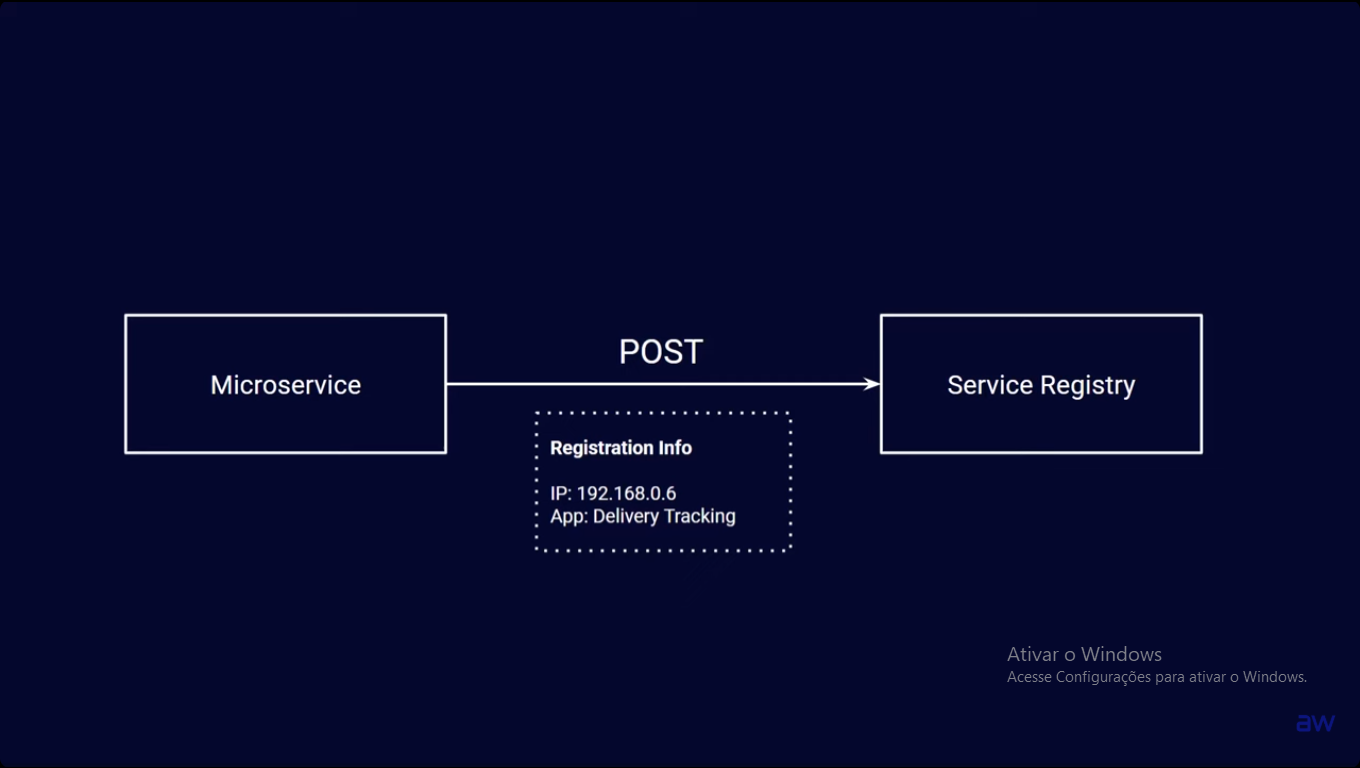 POST
Microservice
Service Registry
Registration Info
IP: 192.168.0.6
App: Delivery Tracking
Ativar o Windows
Acesse Configurações para ativar o Windows.
aw